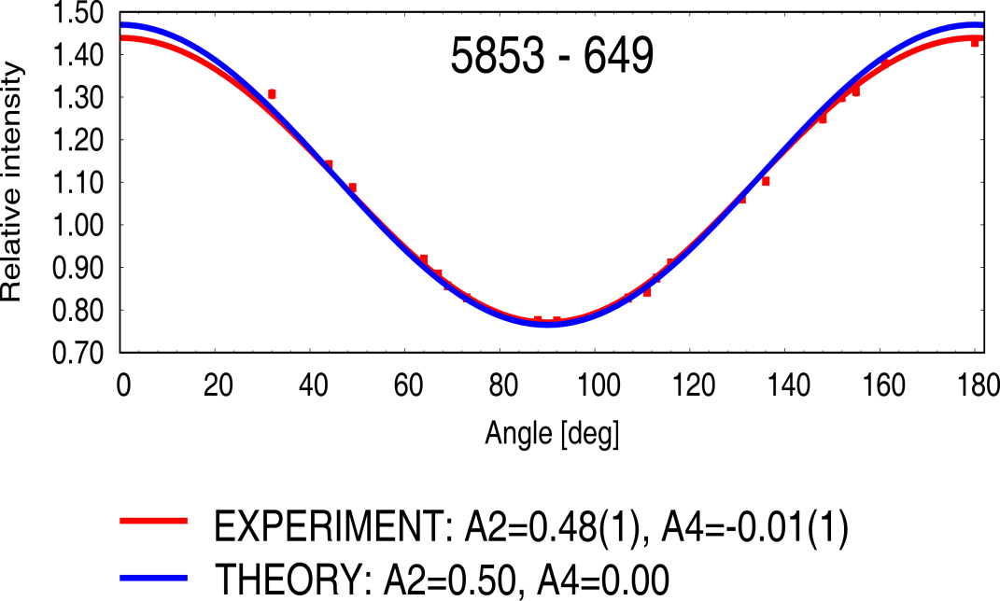 1.50
1.40
1.30
1.20
1.10
1.00
0.90
0.80
0.70
Relative intensity
5853 - 649
0 20 40 60 80 100 120 140 160 180
Angle [deg]
EXPERIMENT: A2=0.48(1), A4=-0.01(1)
THEORY: A2=0.50, A4=0.00